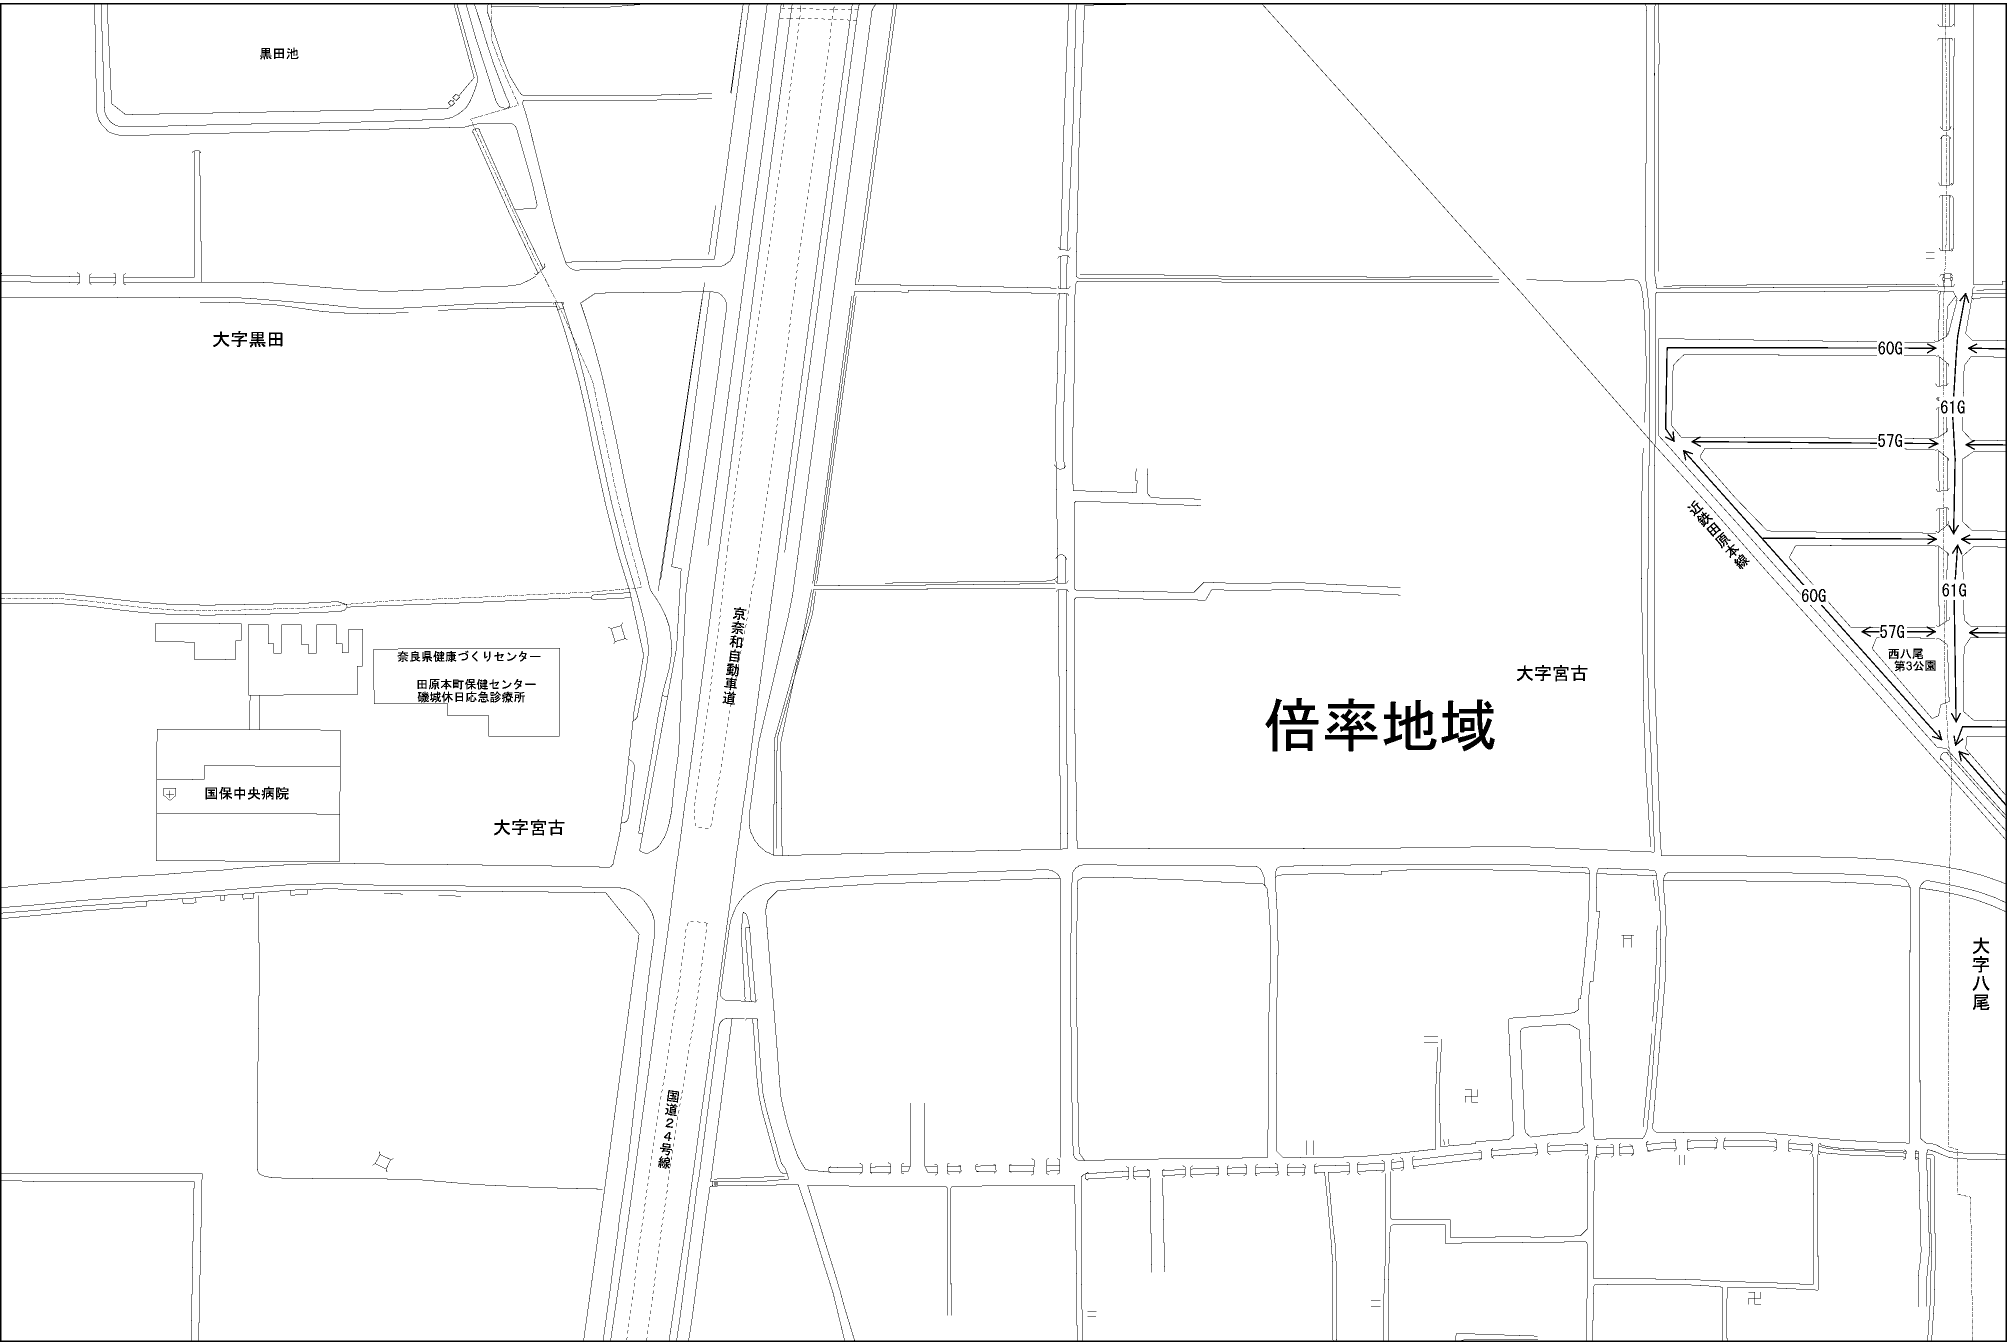 黒田池
大字黒田
60G
61G
57G
近鉄田原本線
60G
61G
57G
西八尾
第3公園
京奈和自動車道
奈良県健康づくりセンター
田原本町保健センター
磯城休日応急診療所
大字宮古
倍率地域
国保中央病院
大字宮古
大字八尾
国道24号線